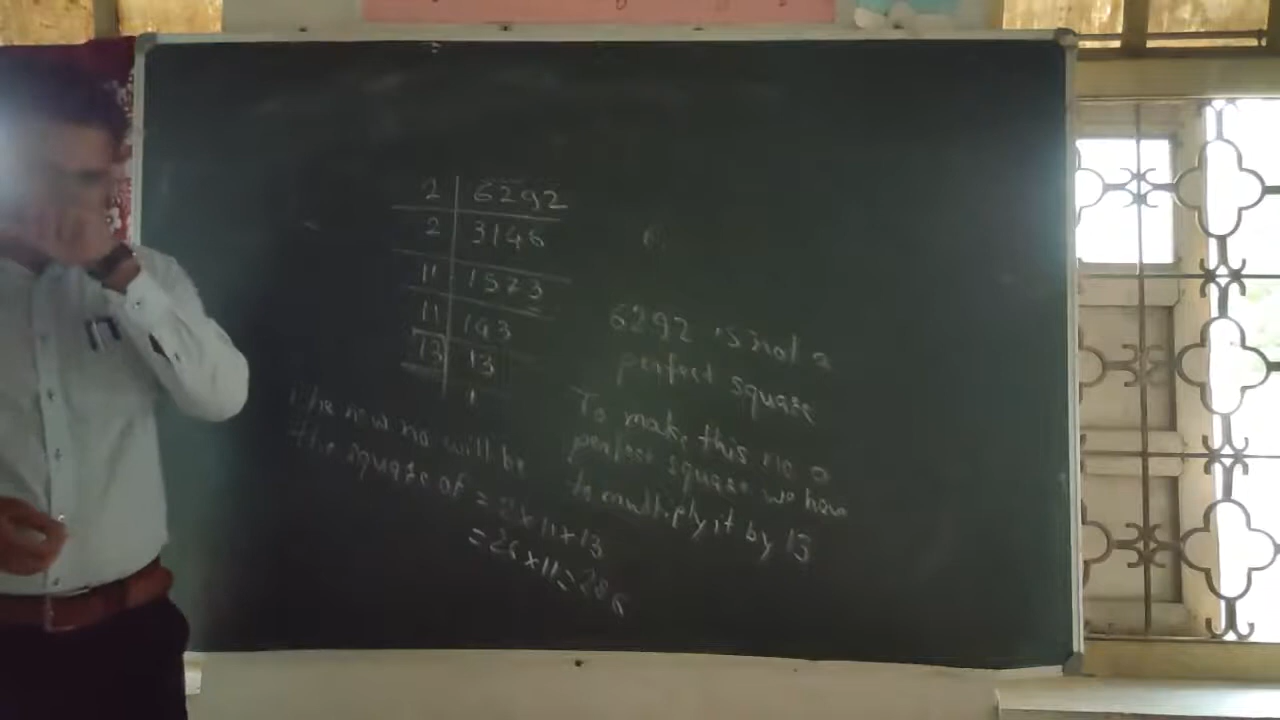 2 | 6292
2 | 3146
11 | 1573
11 | 143
13 | 13
1
6292 is not a
perfect square
To make this no a
perfect square we have
to multiply it by 13
The new no will be
the square of = 2×11×13
= 26×11=286